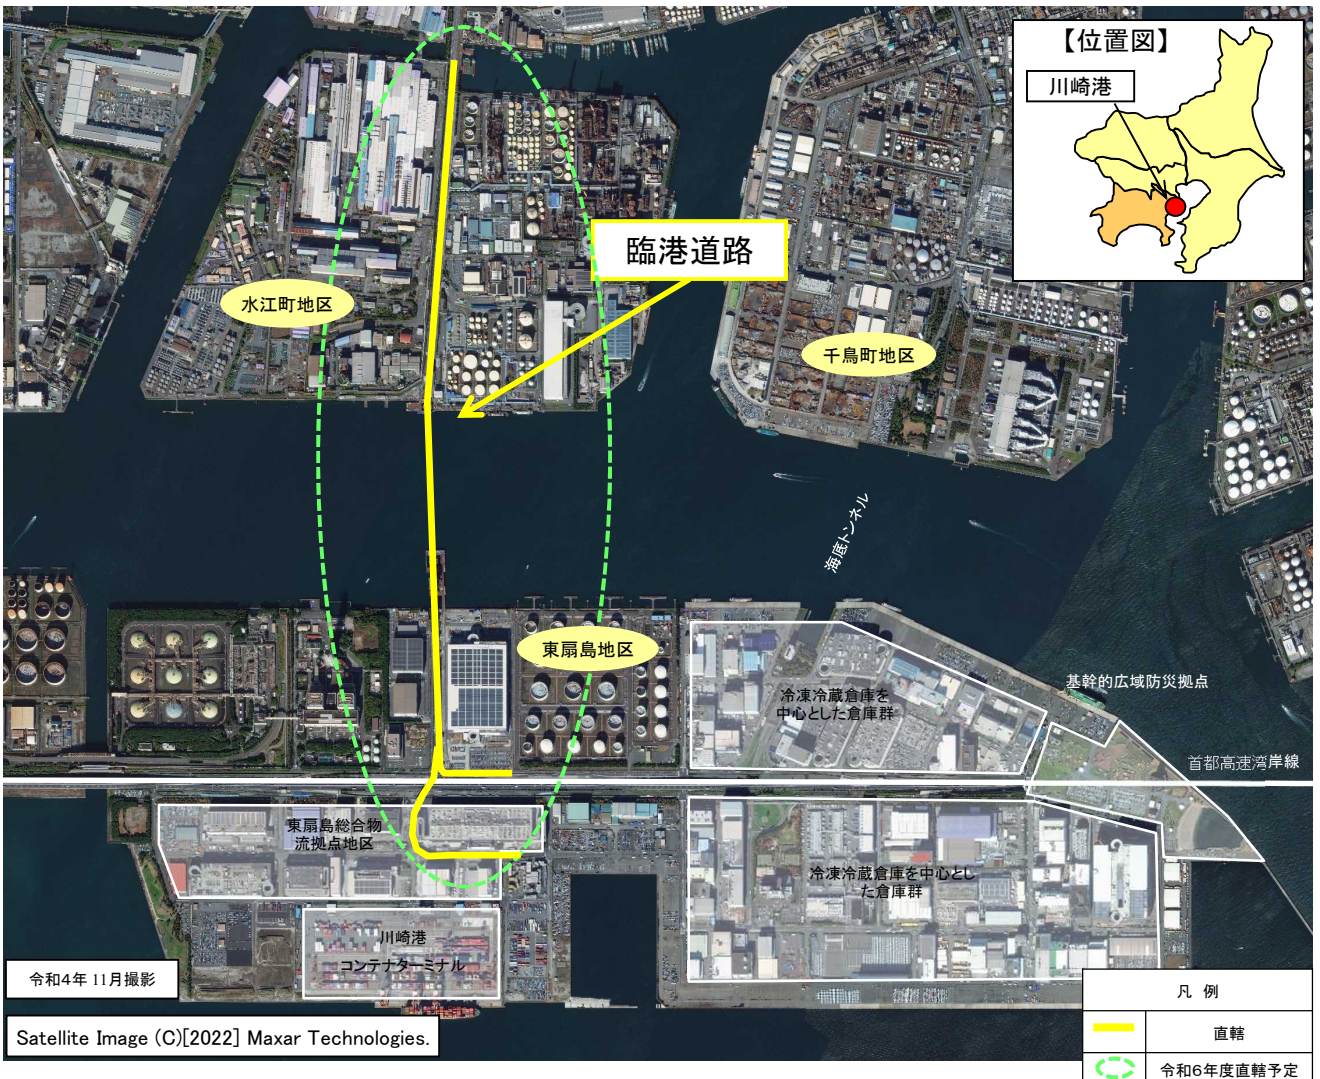 【位置図】
川崎港
臨港道路
水江町地区
千鳥町地区
海底トンネル
東扇島地区
基幹的広域防災拠点
冷凍冷蔵倉庫を
中心とした倉庫群
首都高速湾岸線
東扇島総合物
流拠点地区
冷凍冷蔵倉庫を中心とし
た倉庫群
川崎港
コンテナターミナル
令和4年 11月撮影
Satellite Image (C)[2022] Maxar Technologies.
凡 例
直轄
令和6年度直轄予定